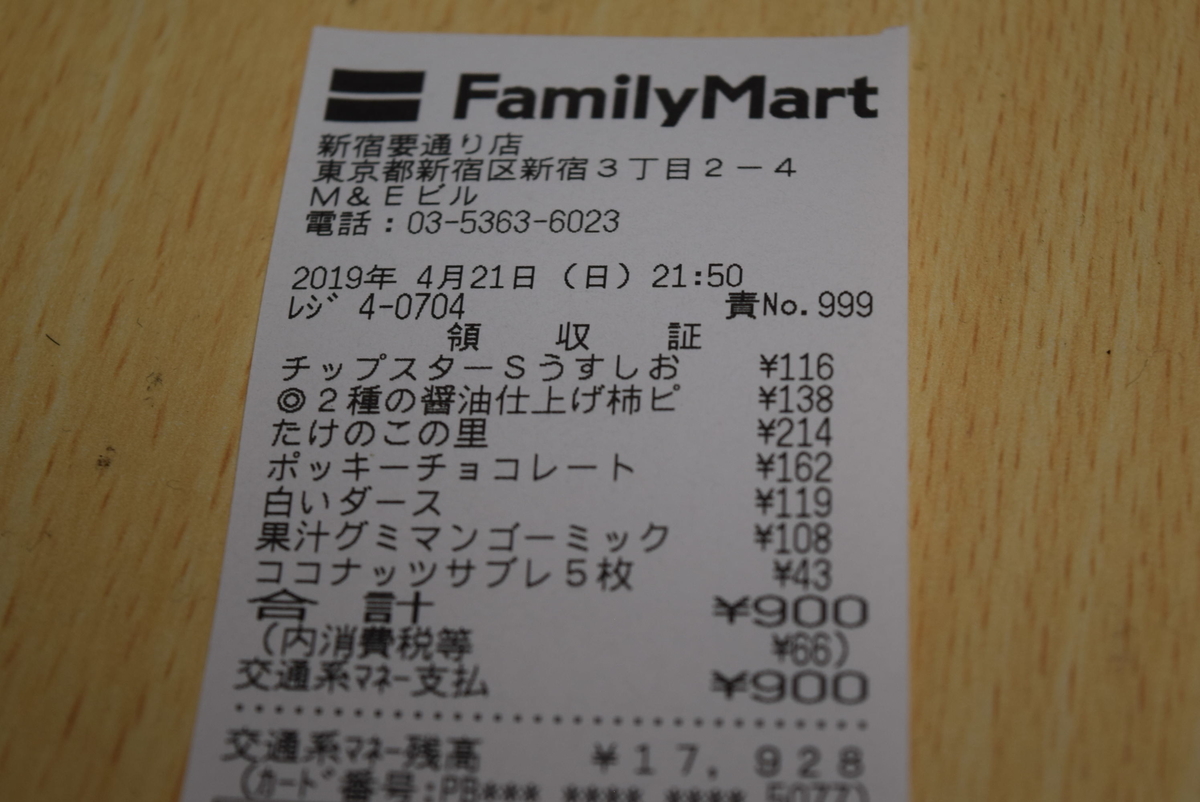 FamilyMart
新宿要通り店
東京都新宿区新宿3丁目2-4
M&Eビル
電話:03-5363-6023
2019年 4月21日(日)21:50
レジ 4-0704 責No.999
領 収 証
チップスターSうすしお ¥116
◎2種の醤油仕上げ柿ピ ¥138
たけのこの里 ¥214
ポッキーチョコレート ¥162
白いダース ¥119
果汁グミマンゴーミック ¥108
ココナッツサブレ5枚 ¥43
合 計 ¥900
(内消費税等 ¥66)
交通系マネー支払 ¥900
交通系マネー残高 ¥17,928
(カード番号:PB*** **** **** 5077)